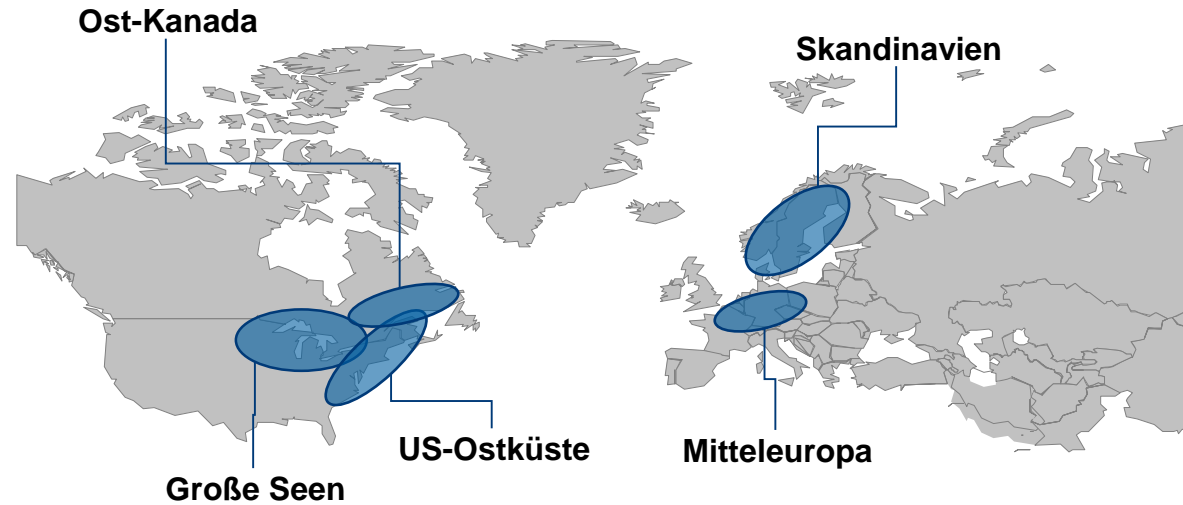 Ost-Kanada
Skandinavien
US-Ostküste
Mitteleuropa
Große Seen